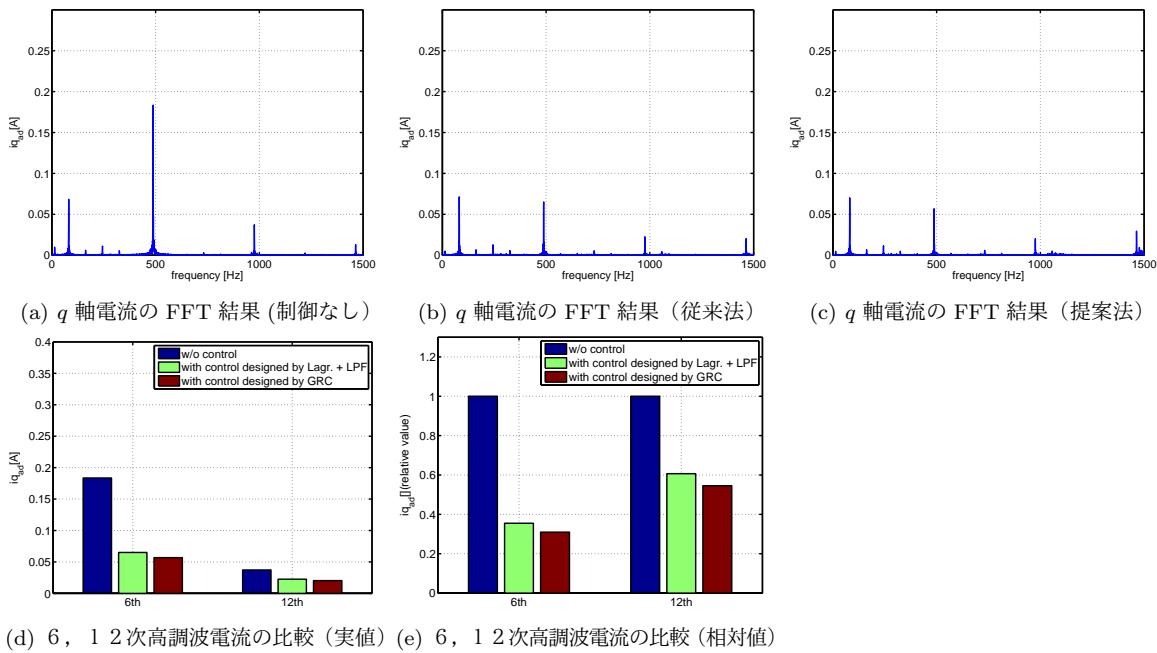 0.25
0.2
0.15
0.1
0.05
0
iq_ad[A]
0 500 1000 1500
frequency [Hz]
(a) q 軸電流の FFT 結果 (制御なし）
0.25
0.2
0.15
0.1
0.05
0
iq_ad[A]
0 500 1000 1500
frequency [Hz]
(b) q 軸電流の FFT 結果（従来法）
0.25
0.2
0.15
0.1
0.05
0
iq_ad[A]
0 500 1000 1500
frequency [Hz]
(c) q 軸電流の FFT 結果（提案法）
0.4
0.35
0.3
0.25
0.2
0.15
0.1
0.05
0
iq_ad[A]
w/o control
with control designed by Lagr. + LPF
with control designed by GRC
6th 12th
(d) ６，１２次高調波電流の比較（実値）
1.2
1
0.8
0.6
0.4
0.2
0
iq_ad[](relative value)
w/o control
with control designed by Lagr. + LPF
with control designed by GRC
6th 12th
(e) ６，１２次高調波電流の比較（相対値）